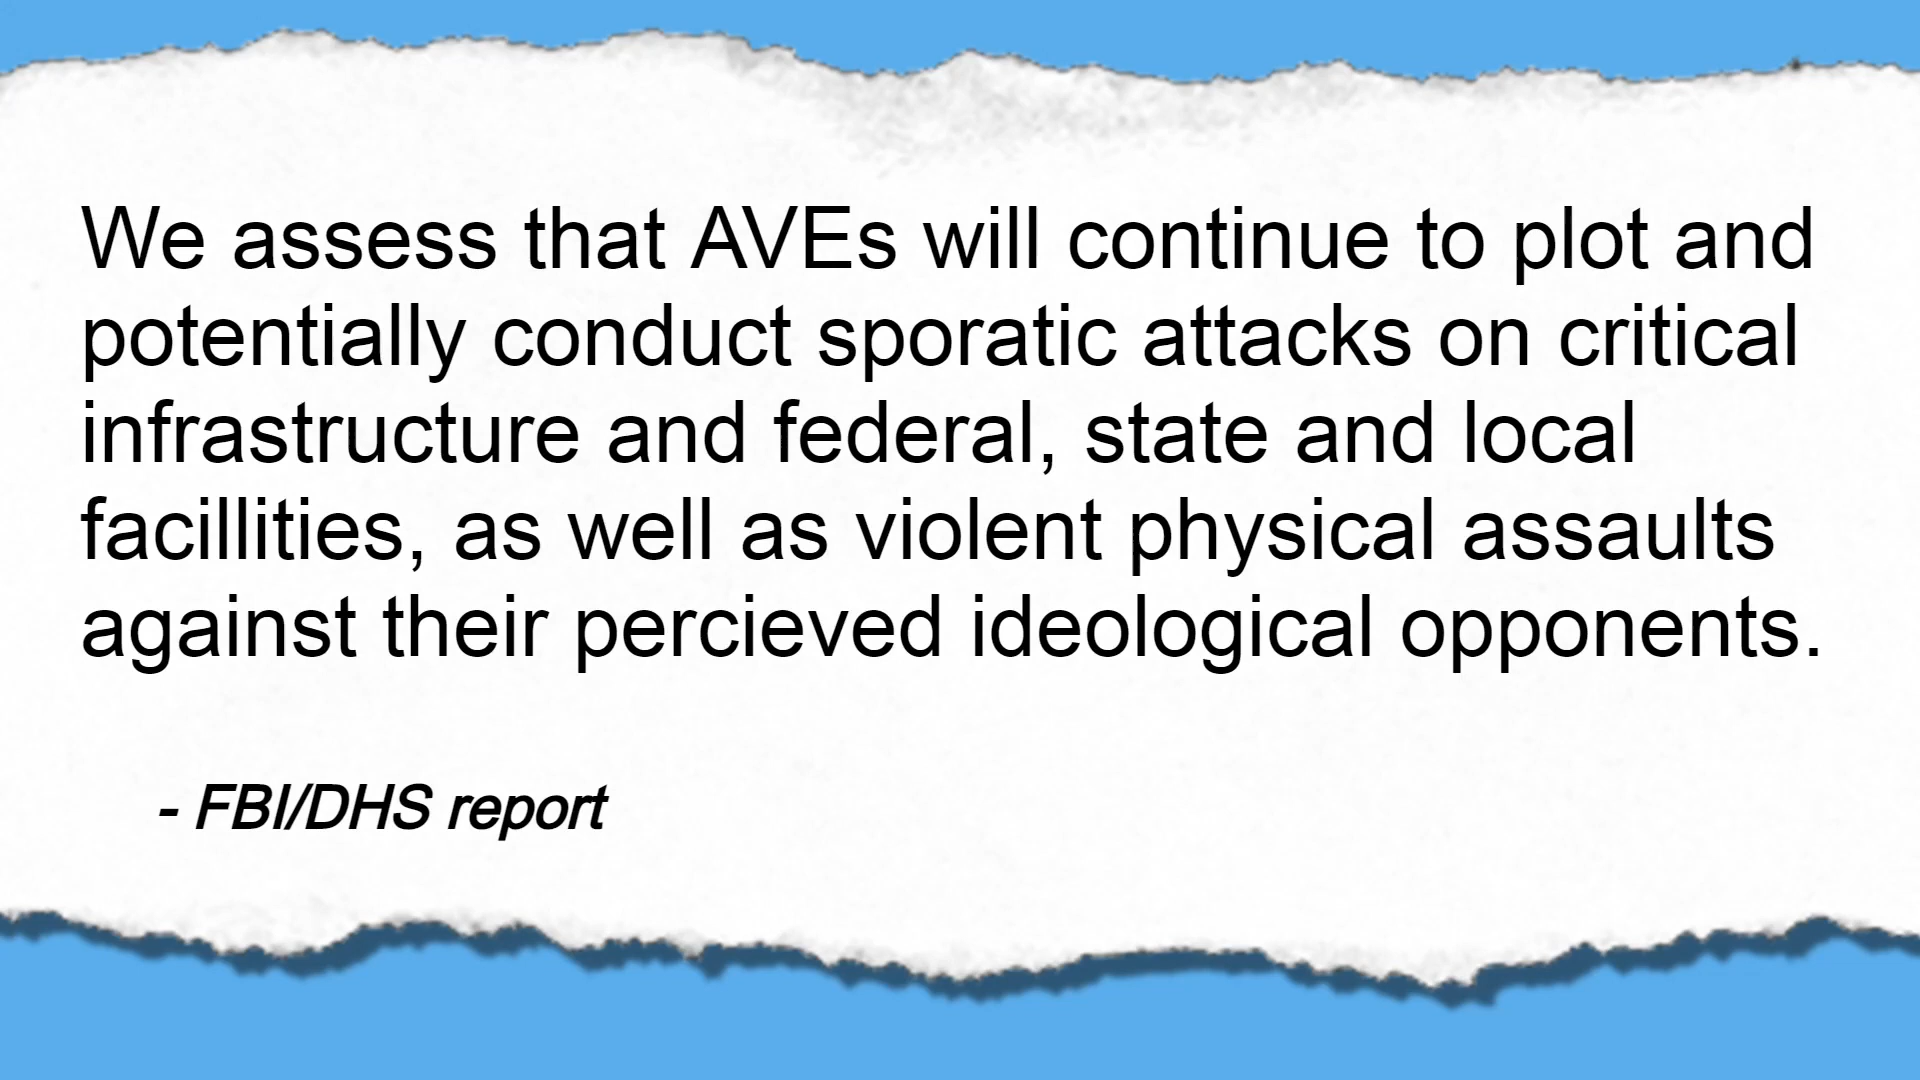 We assess that AVEs will continue to plot and
potentially conduct sporatic attacks on critical
infrastructure and federal, state and local
facillities, as well as violent physical assaults
against their percieved ideological opponents.
- FBI/DHS report